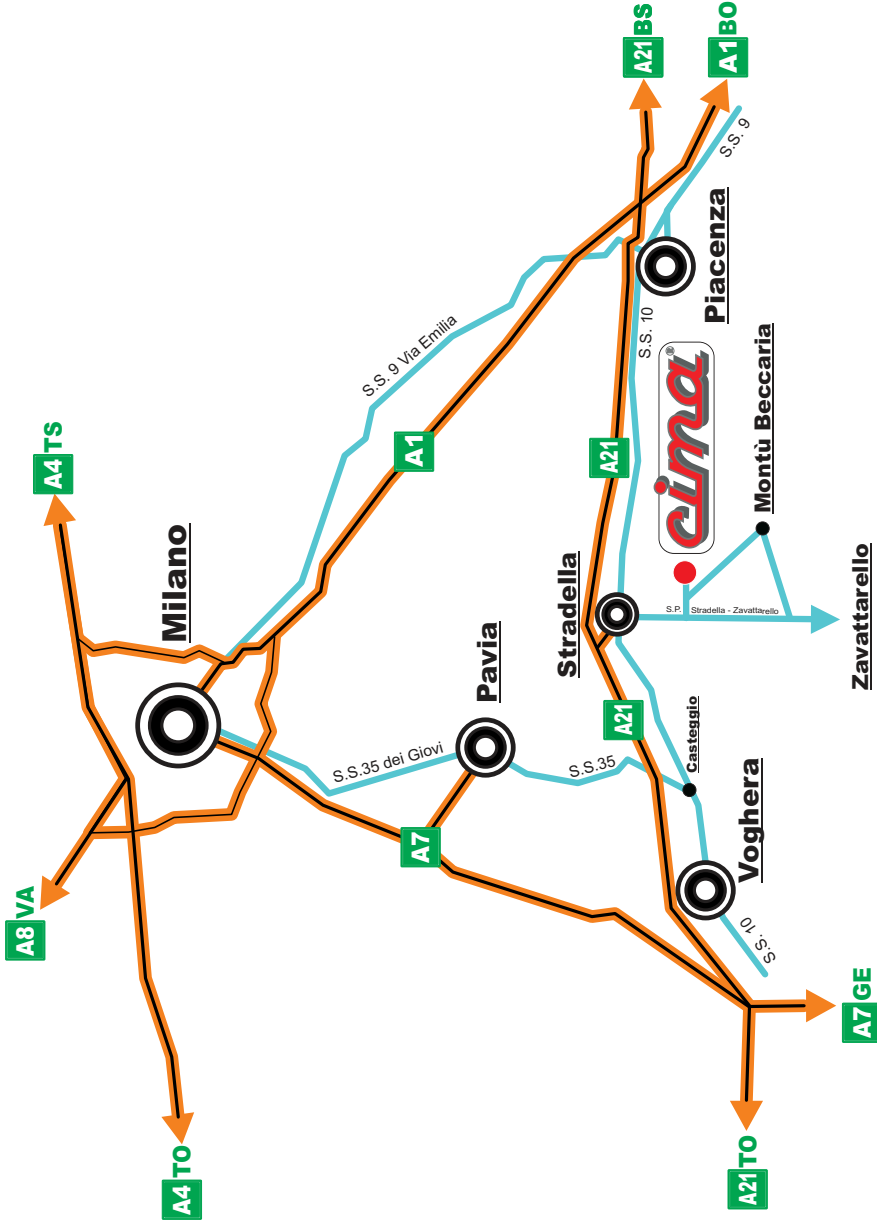 A8 VA
A4 TS
A4 TO
Milano
S.S. 9 Via Emilia
A1
S.S.35 dei Giovi
Pavia
A7
S.S.35
A21 BS
A1 BO
S.S. 9
Piacenza
S.S. 10
A21
cima®
Stradella
S.P. Stradella - Zavattarello
Montù Beccaria
Zavattarello
A21
Casteggio
Voghera
S.S. 10
A7 GE
A21 TO